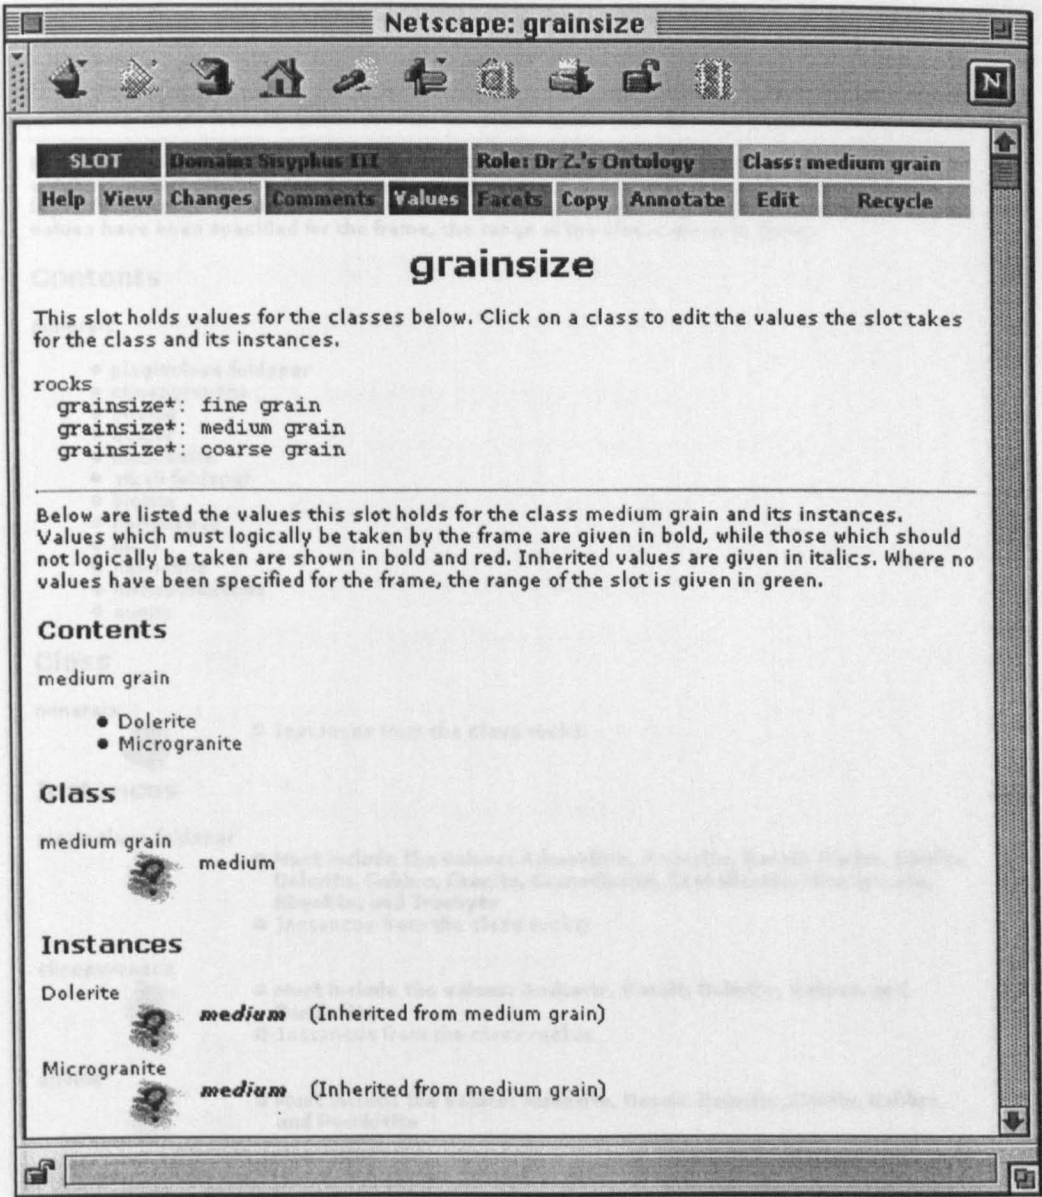 Netscape: grainsize
N
SLOT Domain: Sisyphus III Role: Dr Z.'s Ontology Class: medium grain
Help View Changes Comments Values Facets Copy Annotate Edit Recycle
grainsize
This slot holds values for the classes below. Click on a class to edit the values the slot takes
for the class and its instances.
rocks
grainsize*: fine grain
grainsize*: medium grain
grainsize*: coarse grain
Below are listed the values this slot holds for the class medium grain and its instances.
Values which must logically be taken by the frame are given in bold, while those which should
not logically be taken are shown in bold and red. Inherited values are given in italics. Where no
values have been specified for the frame, the range of the slot is given in green.
Contents
medium grain
• Dolerite
• Microgranite
Class
medium grain
? medium
Instances
Dolerite
? medium (Inherited from medium grain)
Microgranite
? medium (Inherited from medium grain)